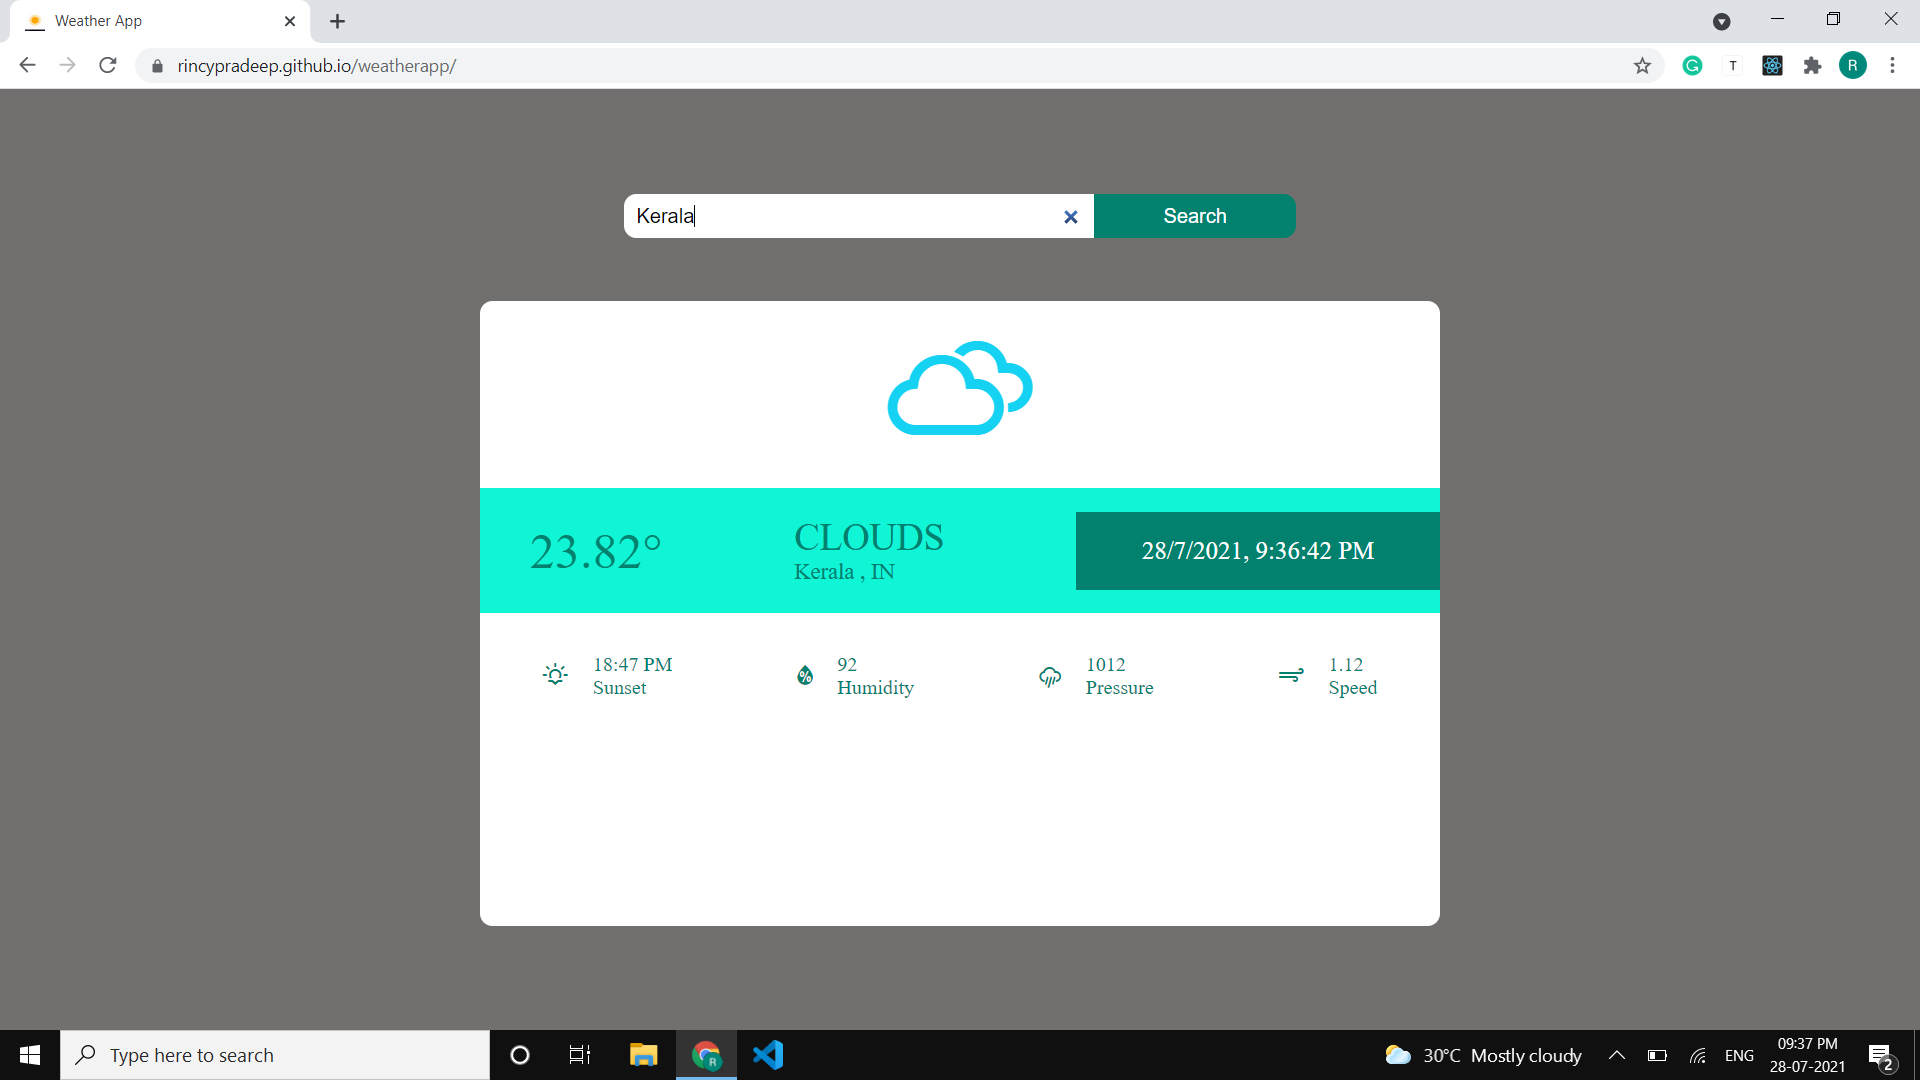 Weather App
rincypradeep.github.io/weatherapp/
T
R
Kerala
Search
23.82°
CLOUDS
Kerala , IN
28/7/2021, 9:36:42 PM
18:47 PM
Sunset
92
Humidity
1012
Pressure
1.12
Speed
Type here to search
R
30°C Mostly cloudy
ENG
09:37 PM
28-07-2021
2